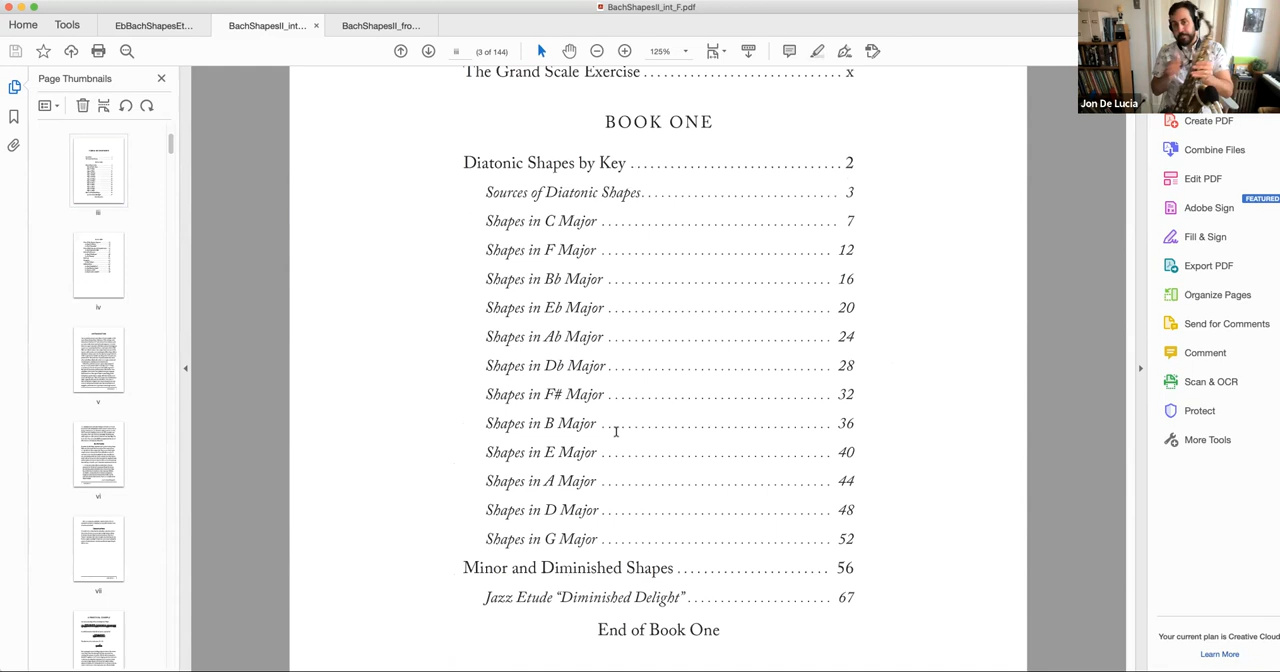 BachShapesII_int_F.pdf
Home
Tools
EbBachShapesEt...
BachShapesII_int...
BachShapesII_fro...
iii
(3 of 144)
125%
Page Thumbnails
iii
iv
v
vi
vii
The Grand Scale Exercise x
BOOK ONE
Diatonic Shapes by Key 2
Sources of Diatonic Shapes 3
Shapes in C Major 7
Shapes in F Major 12
Shapes in Bb Major 16
Shapes in Eb Major 20
Shapes in Ab Major 24
Shapes in Db Major 28
Shapes in F# Major 32
Shapes in B Major 36
Shapes in E Major 40
Shapes in A Major 44
Shapes in D Major 48
Shapes in G Major 52
Minor and Diminished Shapes 56
Jazz Etude "Diminished Delight" 67
End of Book One
Jon De Lucia
Create PDF
Combine Files
Edit PDF
FEATURED
Adobe Sign
Fill & Sign
Export PDF
Organize Pages
Send for Comments
Comment
Scan & OCR
Protect
More Tools
Your current plan is Creative Cloud
Learn More